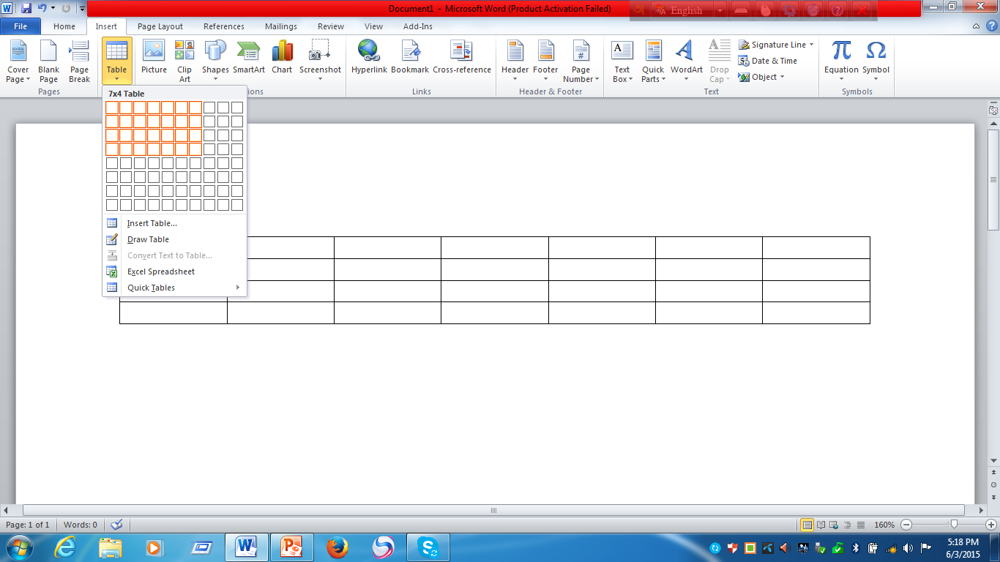 Document1 - Microsoft Word (Product Activation Failed)
English
File Home Insert Page Layout References Mailings Review View Add-Ins
Cover Page
Blank Page
Page Break
Table
Picture
Clip Art
Shapes
SmartArt
Chart
Screenshot
Hyperlink
Bookmark
Cross-reference
Header
Footer
Page Number
Text Box
Quick Parts
WordArt
Drop Cap
Signature Line
Date & Time
Object
Equation
Symbol
Pages
ions
Links
Header & Footer
Text
Symbols
7x4 Table
Insert Table...
Draw Table
Convert Text to Table...
Excel Spreadsheet
Quick Tables
Page: 1 of 1 Words: 0 160%
5:18 PM
6/3/2015